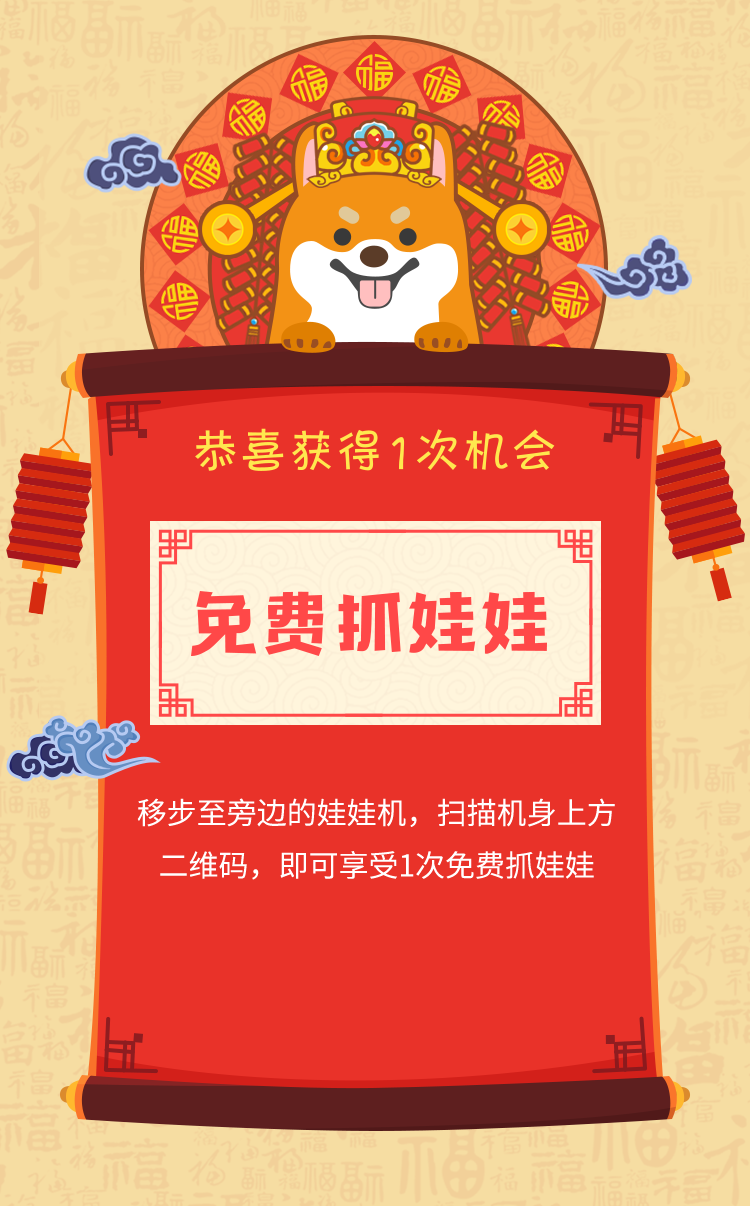 恭喜获得1次机会
免费抓娃娃
移步至旁边的娃娃机，扫描机身上方
二维码，即可享受1次免费抓娃娃